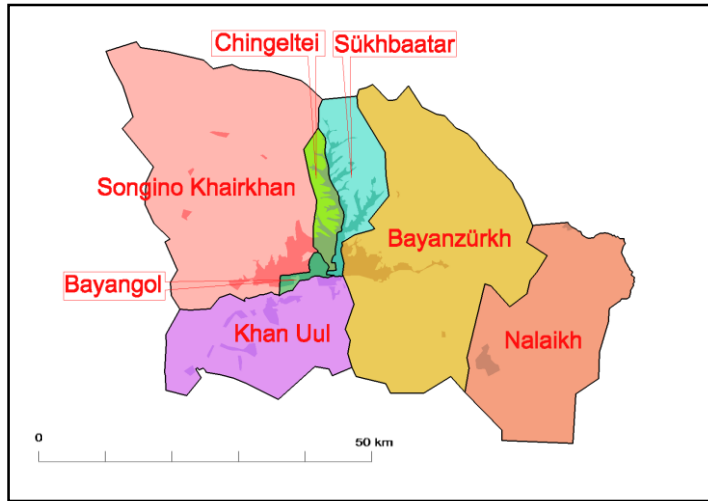 Chingeltei
Sükhbaatar
Songino Khairkhan
Bayanzürkh
Bayangol
Khan Uul
Nalaikh
0
50 km